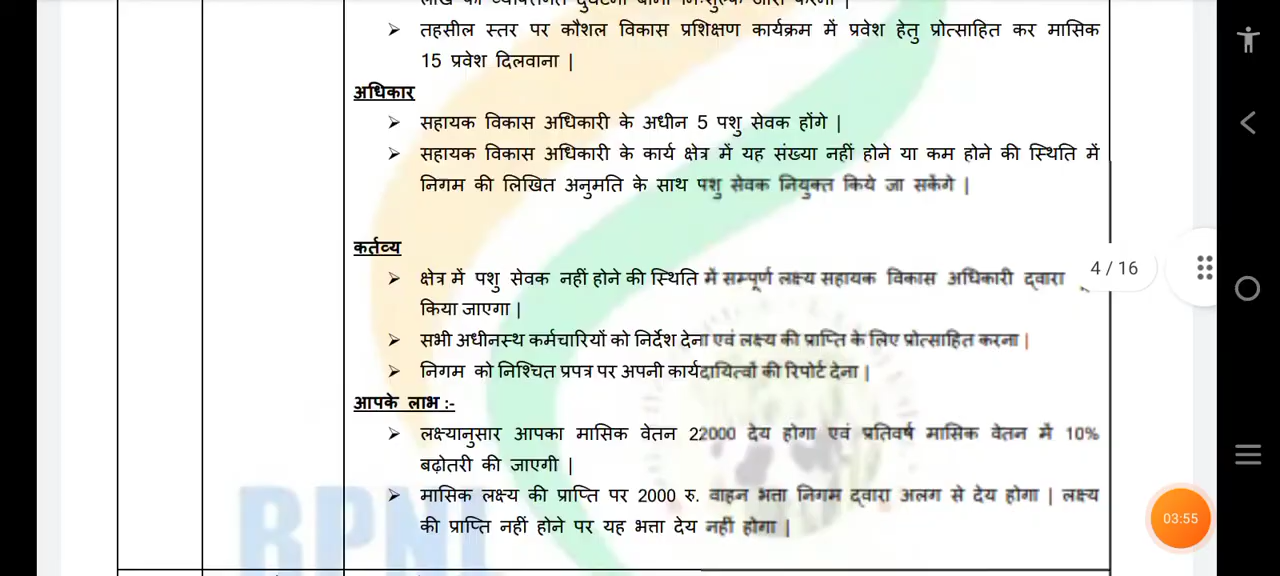 तहसील स्तर पर कौशल विकास प्रशिक्षण कार्यक्रम में प्रवेश हेतु प्रोत्साहित कर मासिक
15 प्रवेश दिलवाना |
अधिकार
सहायक विकास अधिकारी के अधीन 5 पशु सेवक होंगे |
सहायक विकास अधिकारी के कार्य क्षेत्र में यह संख्या नहीं होने या कम होने की स्थिति में
निगम की लिखित अनुमति के साथ पशु सेवक नियुक्त किये जा सकेंगे |
कर्तव्य
क्षेत्र में पशु सेवक नहीं होने की स्थिति में सम्पूर्ण लक्ष्य सहायक विकास अधिकारी द्वारा
किया जाएगा |
सभी अधीनस्थ कर्मचारियों को निर्देश देना एवं लक्ष्य की प्राप्ति के लिए प्रोत्साहित करना |
निगम को निश्चित प्रपत्र पर अपनी कार्यदायित्वों की रिपोर्ट देना |
आपके लाभ :-
लक्ष्यानुसार आपका मासिक वेतन 22000 देय होगा एवं प्रतिवर्ष मासिक वेतन में 10%
बढ़ोतरी की जाएगी |
मासिक लक्ष्य की प्राप्ति पर 2000 रु. वाहन भत्ता निगम द्वारा अलग से देय होगा | लक्ष्य
की प्राप्ति नहीं होने पर यह भत्ता देय नहीं होगा |
4 / 16
03:55
BPNL